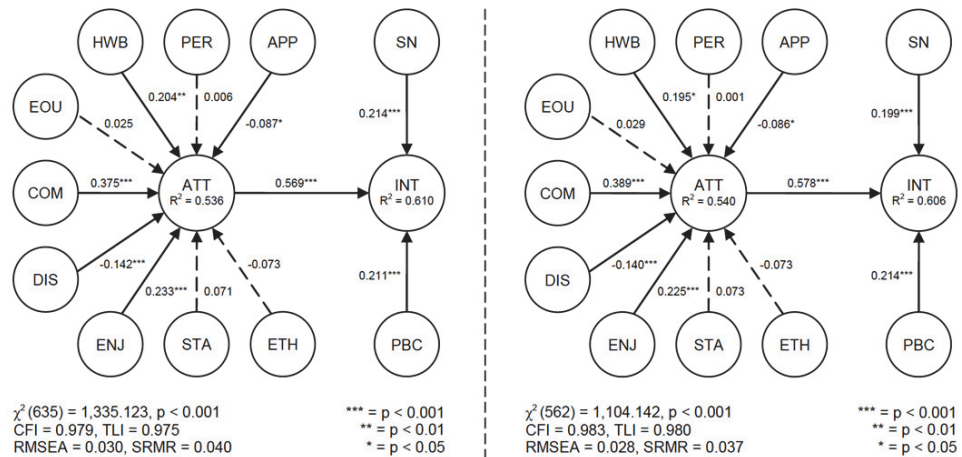 HWB PER APP SN
EOU
0.204** 0.006
0.025 -0.087* 0.214***
COM 0.375*** ATT 0.569*** INT
R² = 0.536 R² = 0.610
DIS -0.142*** -0.073
0.233*** 0.071 0.211***
ENJ STA ETH PBC
χ²(635) = 1,335.123, p < 0.001 *** = p < 0.001
CFI = 0.979, TLI = 0.975 ** = p < 0.01
RMSEA = 0.030, SRMR = 0.040 * = p < 0.05
HWB PER APP SN
EOU
0.195* 0.001
0.029 -0.086* 0.199***
COM 0.389*** ATT 0.578*** INT
R² = 0.540 R² = 0.606
DIS -0.140*** -0.073
0.225*** 0.073 0.214***
ENJ STA ETH PBC
χ²(562) = 1,104.142, p < 0.001 *** = p < 0.001
CFI = 0.983, TLI = 0.980 ** = p < 0.01
RMSEA = 0.028, SRMR = 0.037 * = p < 0.05